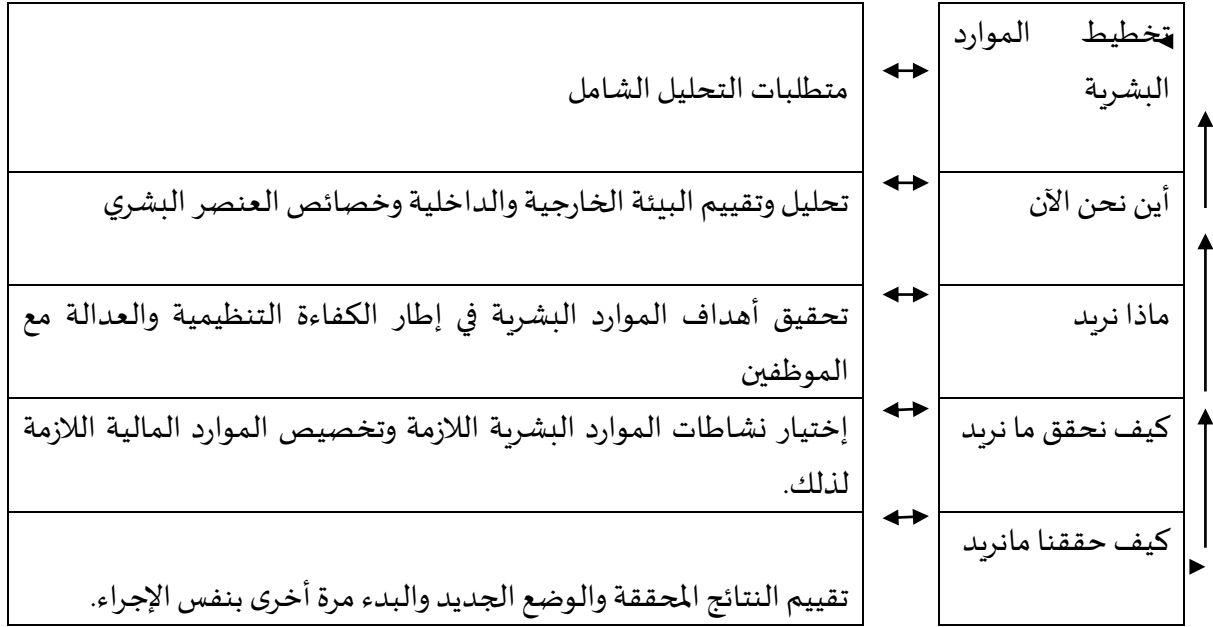 تخطيط الموارد
البشرية
متطلبات التحليل الشامل
أين نحن الآن
تحليل وتقييم البيئة الخارجية والداخلية وخصائص العنصر البشري
ماذا نريد
تحقيق أهداف الموارد البشرية في إطار الكفاءة التنظيمية والعدالة مع
الموظفين
كيف نحقق ما نريد
إختيار نشاطات الموارد البشرية اللازمة وتخصيص الموارد المالية اللازمة
لذلك.
كيف حققنا مانريد
تقييم النتائج المحققة والوضع الجديد والبدء مرة أخرى بنفس الإجراء.